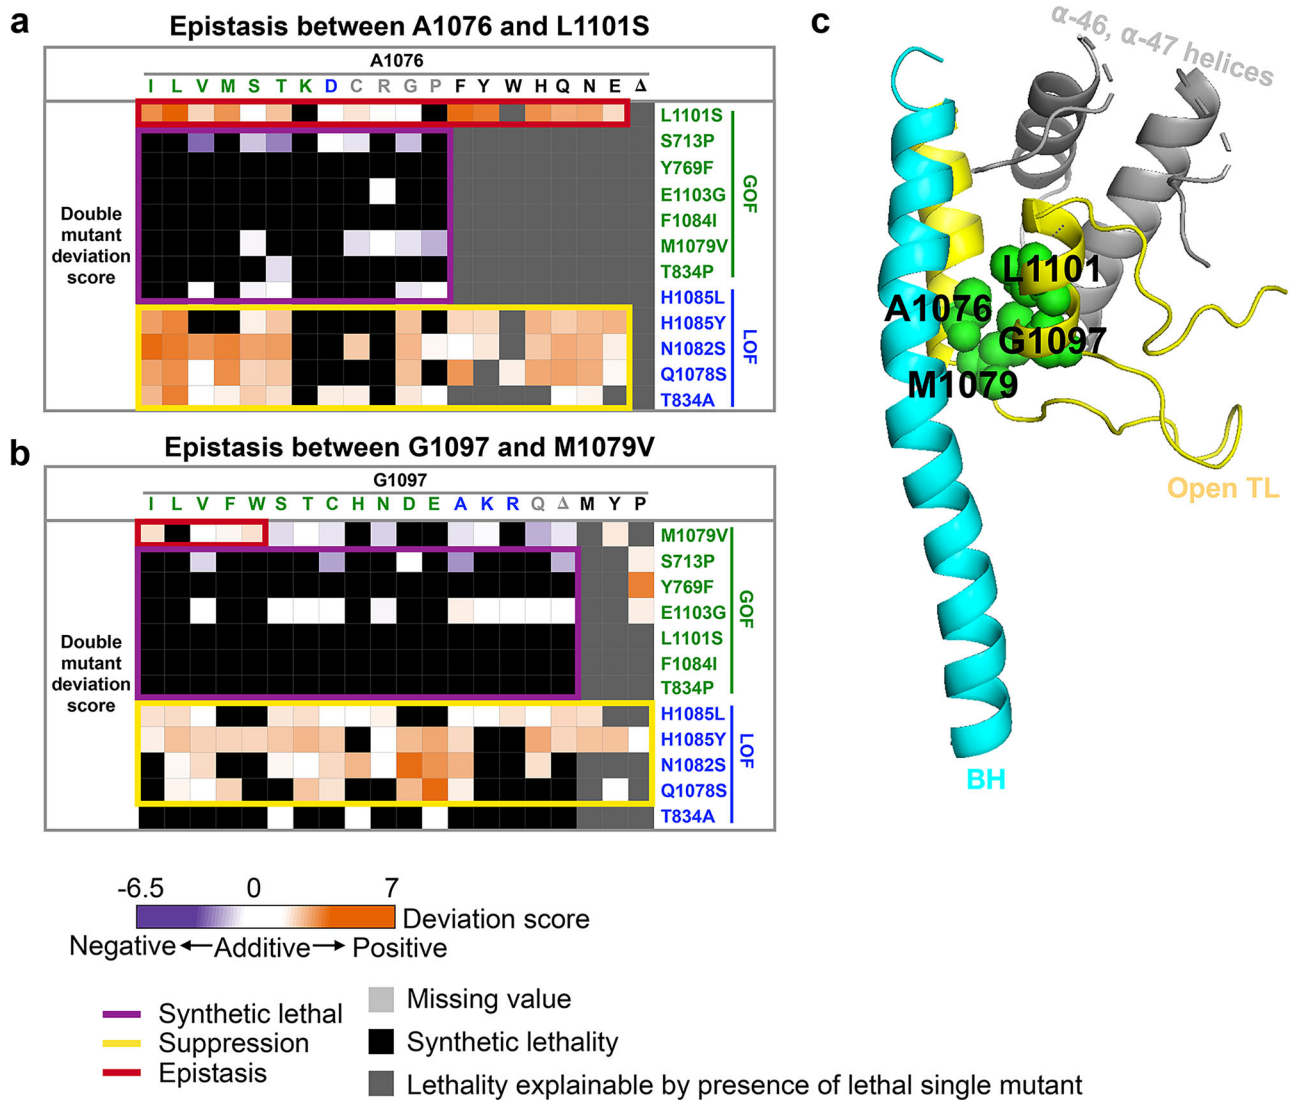 a
Epistasis between A1076 and L1101S
A1076
I L V M S T K D C R G P F Y W H Q N E Δ
Double
mutant
deviation
score
L1101S
S713P
Y769F
E1103G
F1084I
M1079V
T834P
H1085L
H1085Y
N1082S
Q1078S
T834A
GOF
LOF
b
Epistasis between G1097 and M1079V
G1097
I L V F W S T C H N D E A K R Q Δ M Y P
Double
mutant
deviation
score
M1079V
S713P
Y769F
E1103G
L1101S
F1084I
T834P
H1085L
H1085Y
N1082S
Q1078S
T834A
GOF
LOF
-6.5 0 7
Deviation score
Negative ←Additive→ Positive
Synthetic lethal
Suppression
Epistasis
Missing value
Synthetic lethality
Lethality explainable by presence of lethal single mutant
c
α-46, α-47 helices
L1101
A1076
G1097
M1079
Open TL
BH